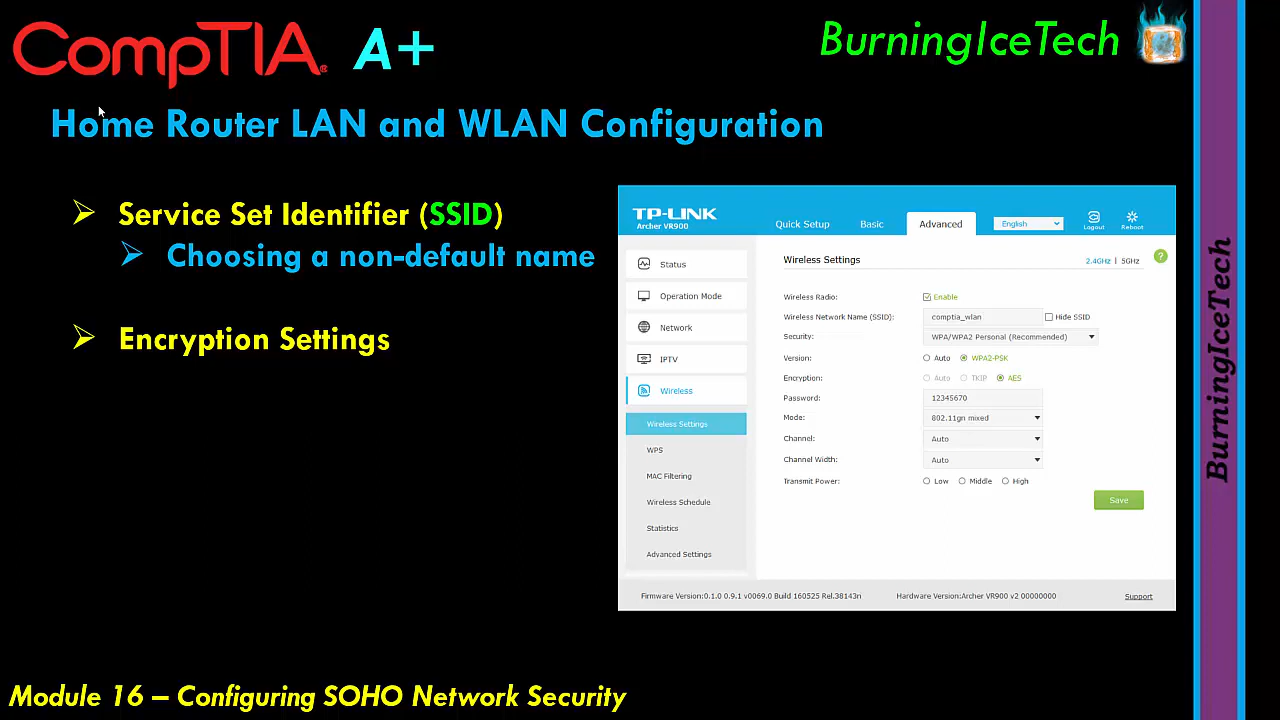 CompTIA. A+
BurningIceTech
Home Router LAN and WLAN Configuration
Service Set Identifier (SSID)
Choosing a non-default name
Encryption Settings
TP-LINK
Archer VR900
Quick Setup
Basic
Advanced
English
Logout
Reboot
Status
Operation Mode
Network
IPTV
Wireless
Wireless Settings
WPS
MAC Filtering
Wireless Schedule
Statistics
Advanced Settings
Wireless Settings
2.4GHz | 5GHz
?
Wireless Radio: Enable
Wireless Network Name (SSID): comptia_wlan Hide SSID
Security: WPA/WPA2 Personal (Recommended)
Version: Auto WPA2-PSK
Encryption: Auto TKIP AES
Password: 12345670
Mode: 802.11gn mixed
Channel: Auto
Channel Width: Auto
Transmit Power: Low Middle High
Save
Firmware Version:0.1.0 0.9.1 v0069.0 Build 160525 Rel.38143n
Hardware Version:Archer VR900 v2 00000000
Support
BurningIceTech
Module 16 – Configuring SOHO Network Security